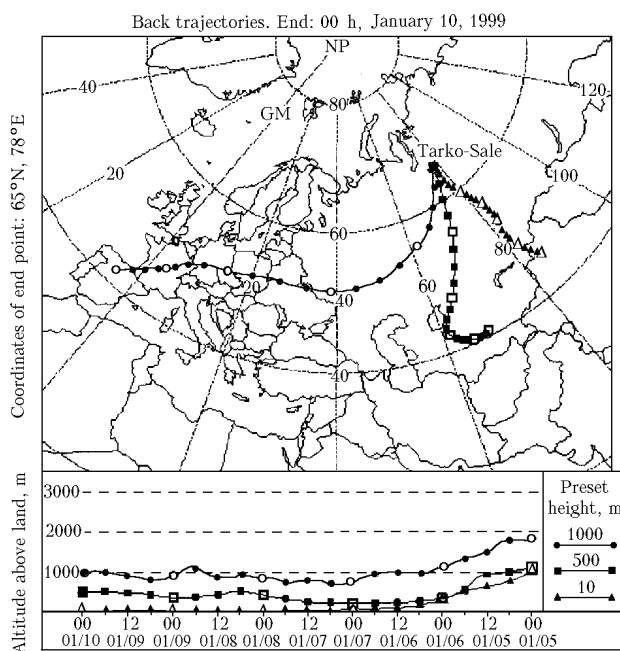 Back trajectories. End: 00 h, January 10, 1999
Coordinates of end point: 65°N, 78°E
NP
40
80
120
GM
Tarko-Sale
20
100
60
80
20
40
60
40
Altitude above land, m
3000
2000
1000
00 12 00 12 00 12 00 12 00 12 00
01/10 01/09 01/09 01/08 01/08 01/07 01/07 01/06 01/06 01/05 01/05
Preset
height, m
1000
500
10